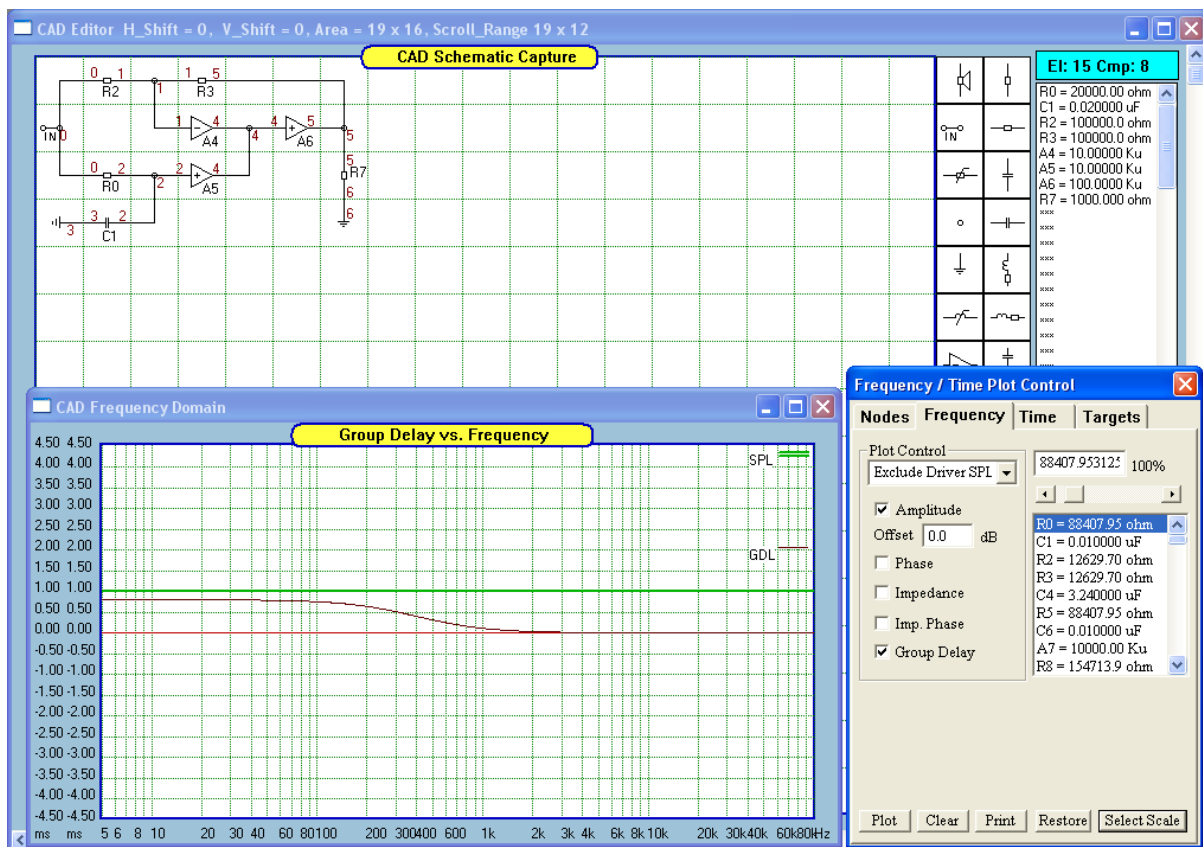 CAD Editor H_Shift = 0, V_Shift = 0, Area = 19 x 16, Scroll_Range 19 x 12
CAD Schematic Capture
El: 15 Cmp: 8
R0 = 20000.00 ohm
C1 = 0.020000 uF
R2 = 100000.0 ohm
R3 = 100000.0 ohm
A4 = 10.00000 Ku
A5 = 10.00000 Ku
A6 = 100.0000 Ku
R7 = 1000.000 ohm
***
***
***
***
***
***
***
***
***
***
0 1 1 5
R2 1 R3
1 4 4 5
IN 0 A4 4 A6 5
0 2 2 4 5
R0 2 A5 R7
6
3 2 6
3 C1
IN
CAD Frequency Domain
Group Delay vs. Frequency
SPL
GDL
4.50 4.50
4.00 4.00
3.50 3.50
3.00 3.00
2.50 2.50
2.00 2.00
1.50 1.50
1.00 1.00
0.50 0.50
0.00 0.00
-0.50 -0.50
-1.00 -1.00
-1.50 -1.50
-2.00 -2.00
-2.50 -2.50
-3.00 -3.00
-3.50 -3.50
-4.00 -4.00
-4.50 -4.50
ms ms 5 6 8 10 20 30 40 60 80 100 200 300 400 600 1k 2k 3k 4k 6k 8k 10k 20k 30k 40k 60k 80k Hz
Frequency / Time Plot Control
Nodes Frequency Time Targets
Plot Control
Exclude Driver SPL
88407.953125 100%
Amplitude
Offset 0.0 dB
Phase
Impedance
Imp. Phase
Group Delay
R0 = 88407.95 ohm
C1 = 0.010000 uF
R2 = 12629.70 ohm
R3 = 12629.70 ohm
C4 = 3.240000 uF
R5 = 88407.95 ohm
C6 = 0.010000 uF
A7 = 10000.00 Ku
R8 = 154713.9 ohm
Plot Clear Print Restore Select Scale